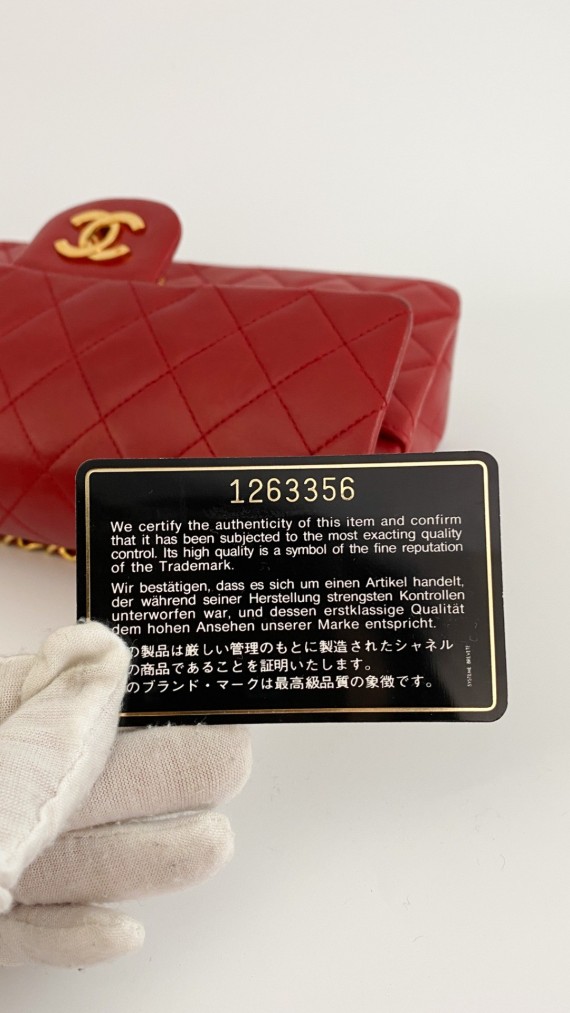 1263356
We certify the authenticity of this item and confirm
that it has been subjected to the most exacting quality
control. Its high quality is a symbol of the fine reputation
of the Trademark.
Wir bestätigen, dass es sich um einen Artikel handelt,
der während seiner Herstellung strengsten Kontrollen
unterworfen war, und dessen erstklassige Qualität
dem hohen Ansehen unserer Marke entspricht.
の製品は厳しい管理のもとに製造されたシャネル
の商品であることを証明いたします。
のブランド・マークは最高級品質の象徴です。